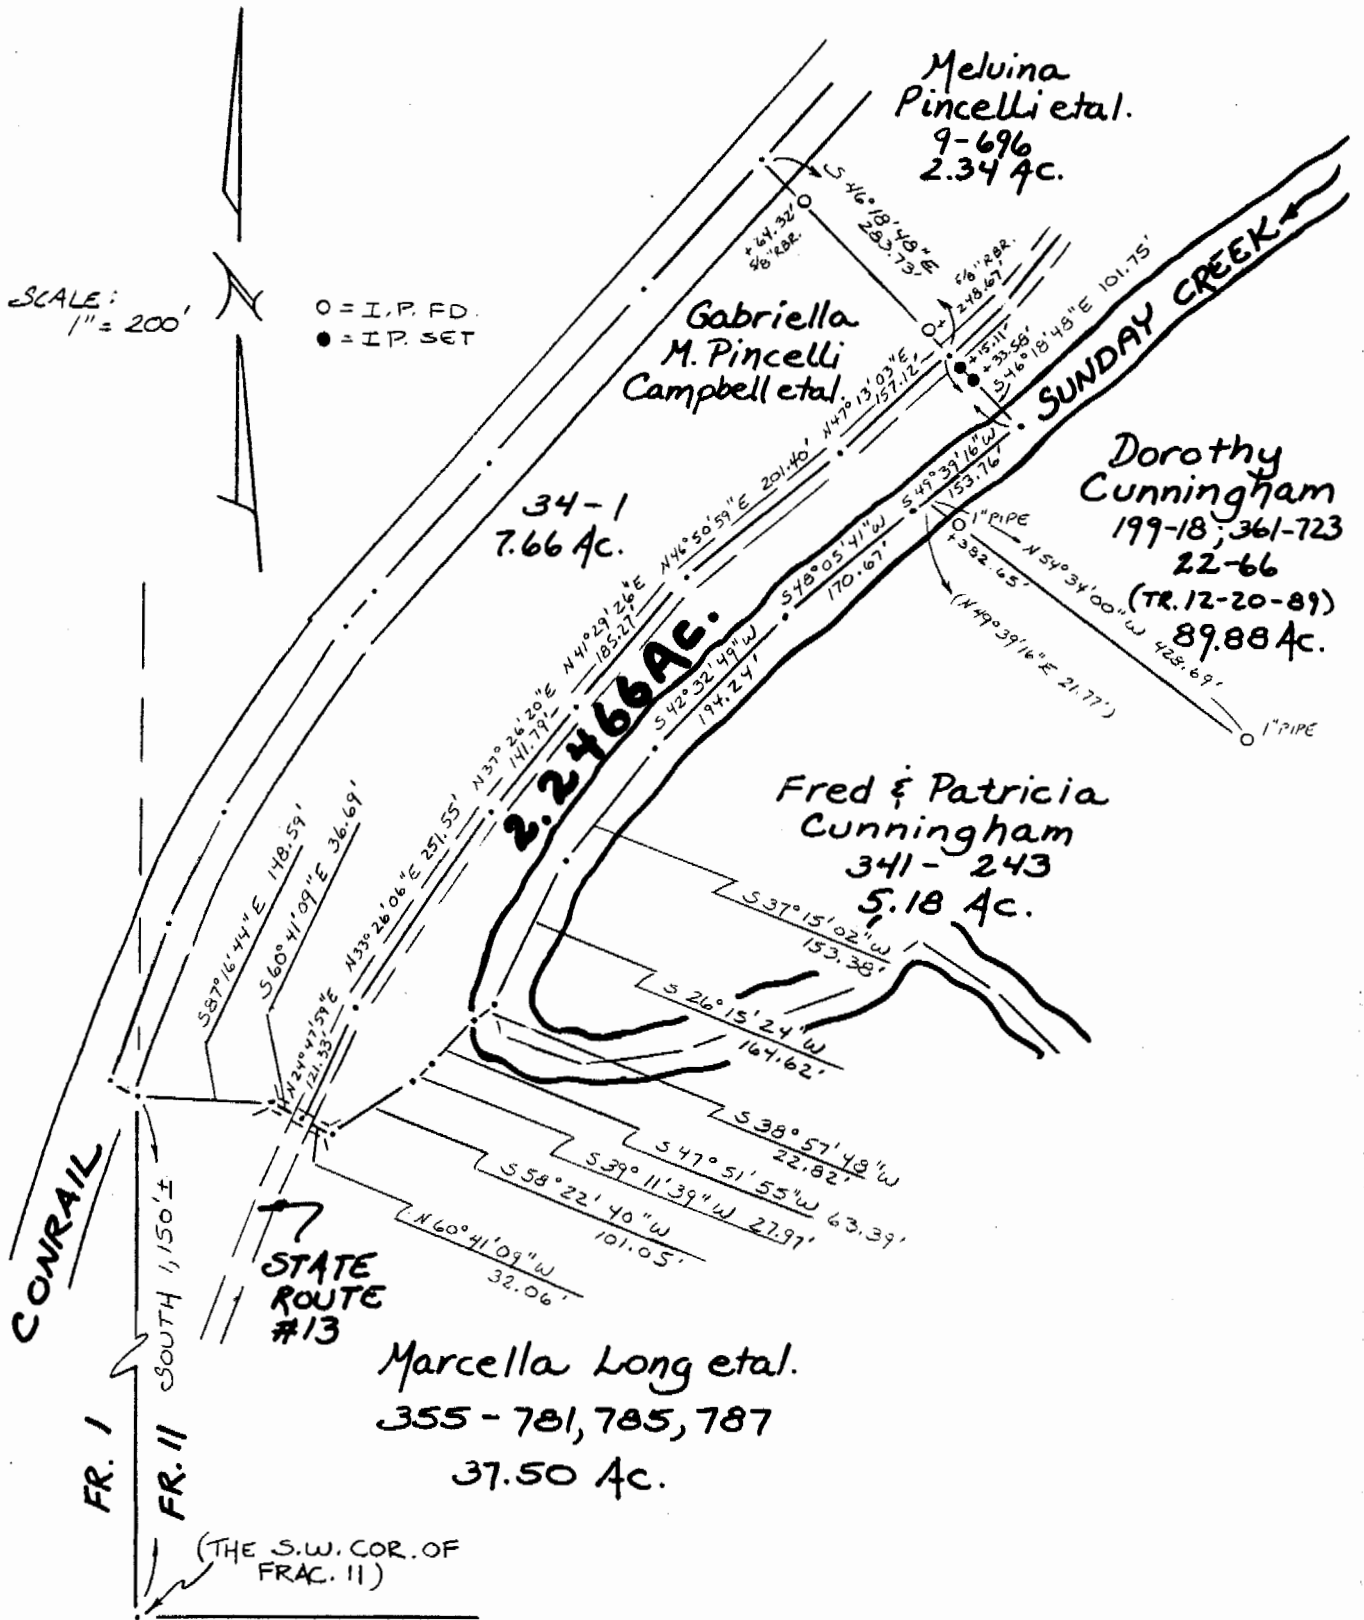 Melvina
Pincelli etal.
9-696
2.34 Ac.
SCALE:
1" = 200'
○ = I.P. FD.
● = I.P. SET
S 46° 18' 48" E
283.73'
+64.32'
5/8" RBR.
5/8" RBR.
+248.67'
+15.11'
+33.58'
S 46° 18' 48" E 101.75'
SUNDAY CREEK
Gabriella
M. Pincelli
Campbell etal.
34-1
7.66 Ac.
N 47° 13' 03" E
157.12'
N 46° 50' 59" E 201.40'
N 41° 29' 26" E
185.27'
N 37° 26' 20" E
141.79'
N 33° 26' 06" E 251.55'
N 24° 47' 59" E
121.33'
2.2466 Ac.
S 49° 39' 16" W
153.76'
S 48° 05' 41" W
170.67'
S 42° 32' 49" W
194.24'
Dorothy
Cunningham
199-18; 361-723
22-66
(TR. 12-20-89)
89.88 Ac.
1" PIPE
+382.65'
N 54° 34' 00" W 428.69'
(N 49° 39' 16" E 21.77')
1" PIPE
Fred & Patricia
Cunningham
341 - 243
5.18 Ac.
S 87° 16' 44" E 148.59'
S 60° 41' 09" E 36.69'
S 37° 15' 02" W
153.38'
S 26° 15' 24" W
164.62'
S 38° 57' 48" W
22.82'
S 47° 51' 55" W 63.39'
S 39° 11' 39" W 27.97'
S 58° 22' 40" W
101.05'
N 60° 41' 09" W
32.06'
CONRAIL
SOUTH 1,150' ±
STATE
ROUTE
#13
Marcella Long etal.
355 - 781, 785, 787
37.50 Ac.
FR. 1
FR. 11
(THE S.W. COR. OF
FRAC. 11)